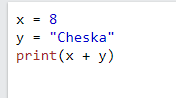 x = 8
y = "Cheska"
print(x + y)